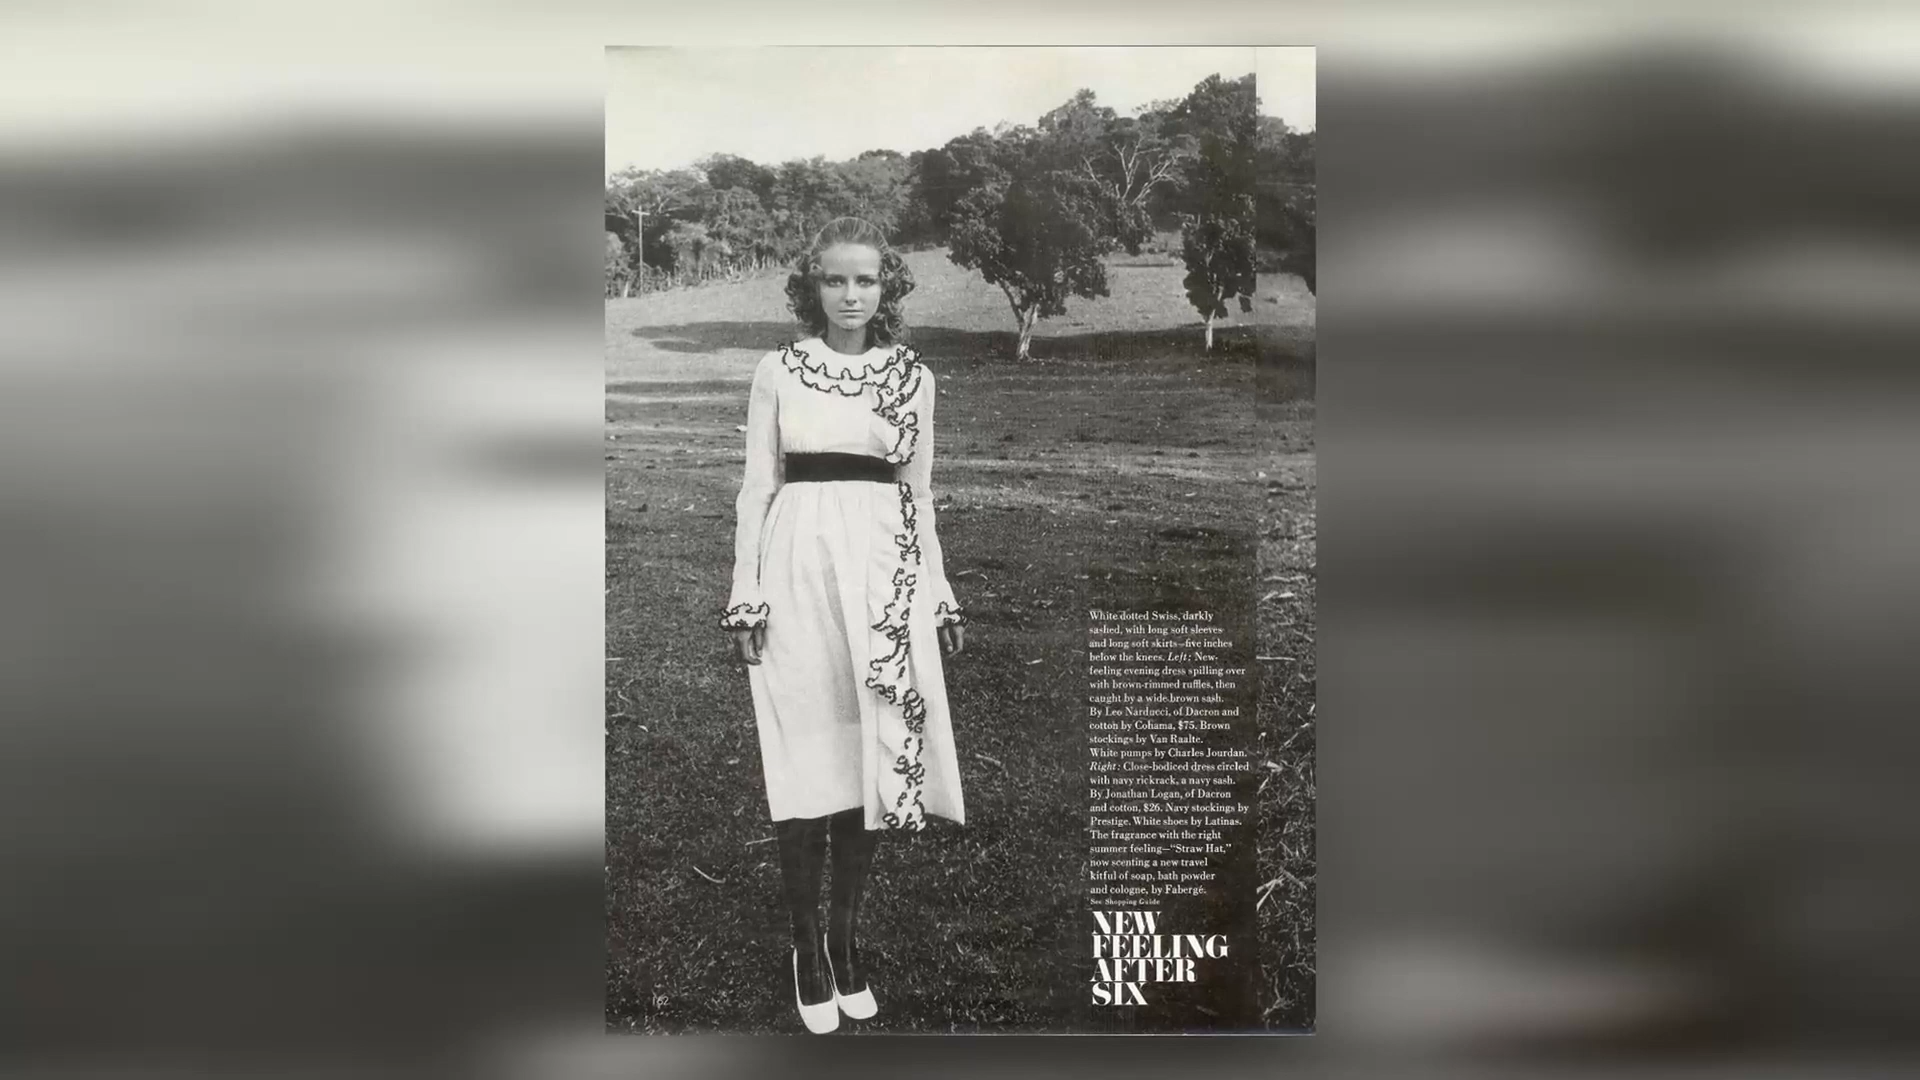 White dotted Swiss, darkly
sashed, with long soft sleeves
and long soft skirts—five inches
below the knees. Left: New-
feeling evening dress spilling over
with brown-rimmed ruffles, then
caught by a wide brown sash.
By Leo Narducci, of Dacron and
cotton by Cohama, $75. Brown
stockings by Van Raalte.
White pumps by Charles Jourdan.
Right: Close-bodiced dress circled
with navy rickrack, a navy sash.
By Jonathan Logan, of Dacron
and cotton, $26. Navy stockings by
Prestige. White shoes by Latinas.
The fragrance with the right
summer feeling—“Straw Hat,”
now scenting a new travel
kitful of soap, bath powder
and cologne, by Fabergé.
See Shopping Guide
NEW
FEELING
AFTER
SIX
162